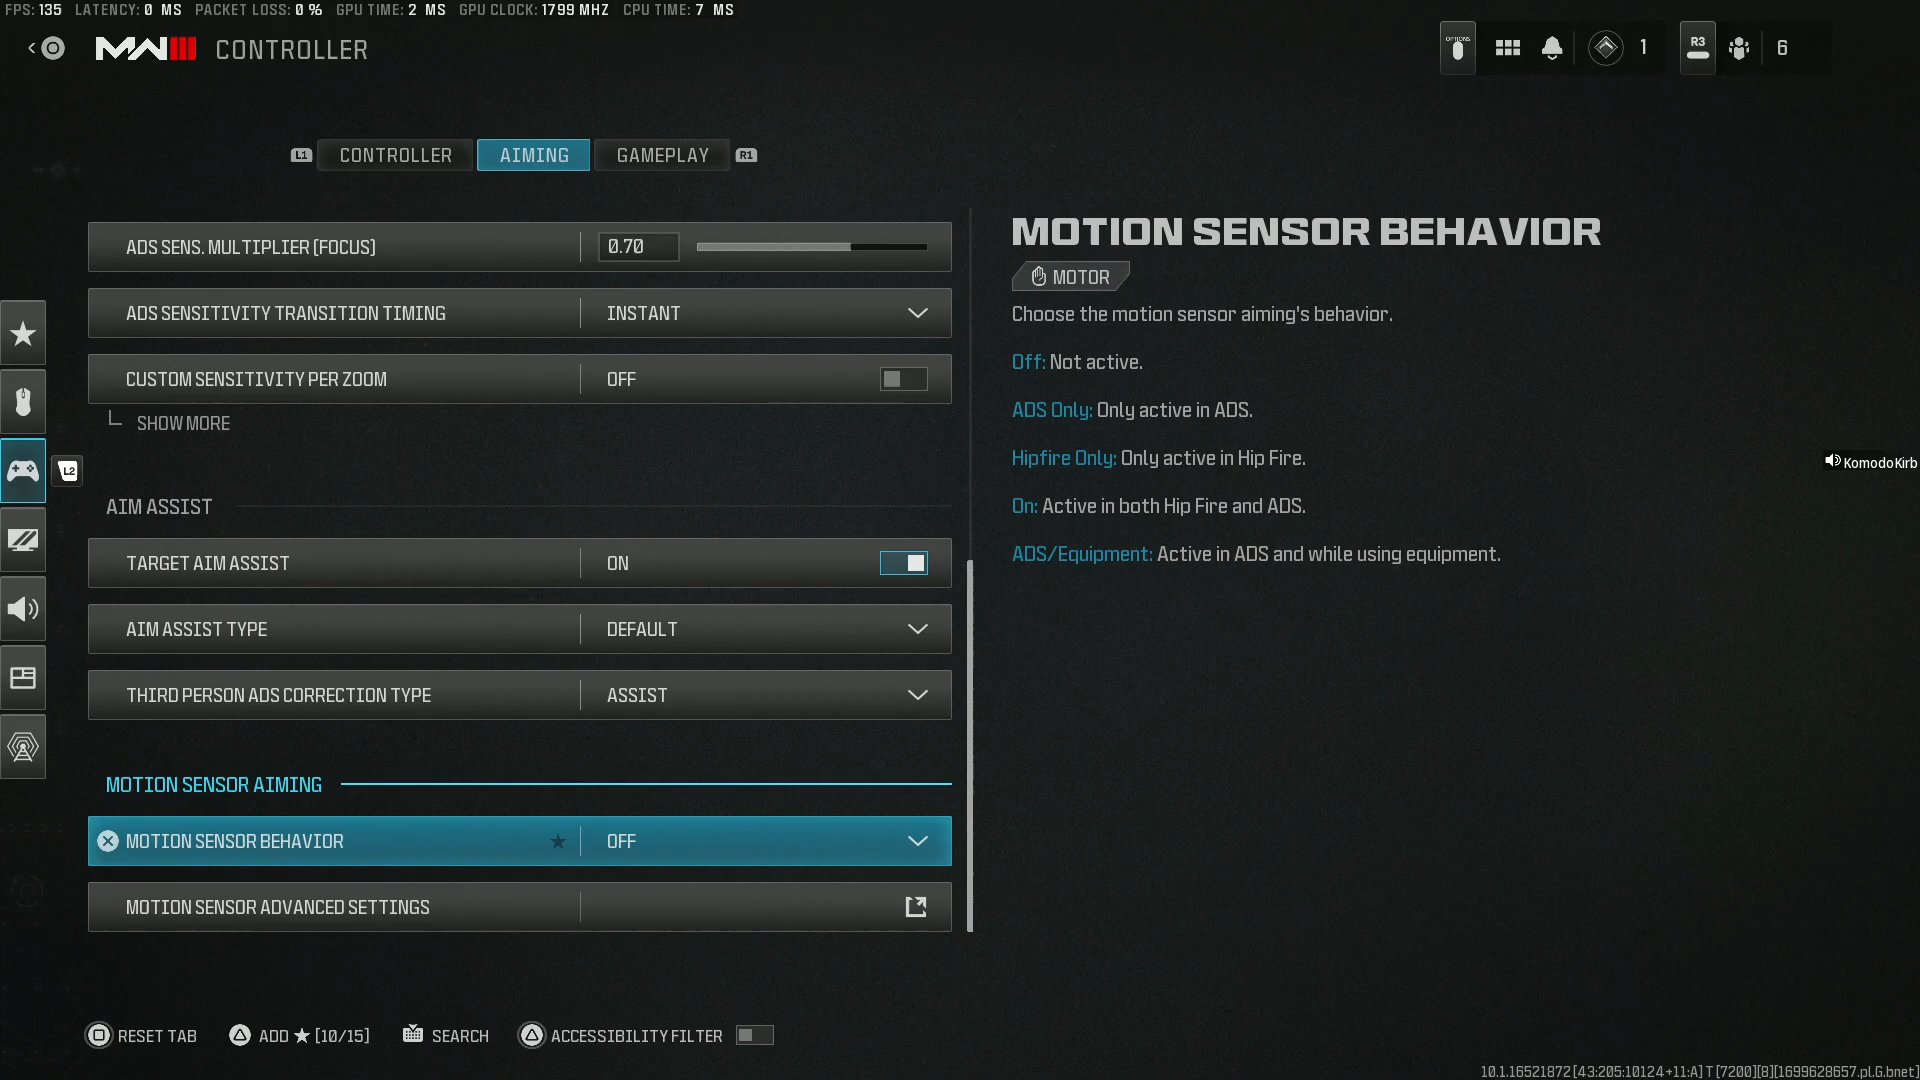 FPS: 135 LATENCY: 0 MS PACKET LOSS: 0 % GPU TIME: 2 MS GPU CLOCK: 1799 MHZ CPU TIME: 7 MS
MWIII CONTROLLER
OPTIONS
1
R3
6
L1 CONTROLLER AIMING GAMEPLAY R1
ADS SENS. MULTIPLIER (FOCUS) 0.70
ADS SENSITIVITY TRANSITION TIMING INSTANT
CUSTOM SENSITIVITY PER ZOOM OFF
SHOW MORE
L2
AIM ASSIST
TARGET AIM ASSIST ON
AIM ASSIST TYPE DEFAULT
THIRD PERSON ADS CORRECTION TYPE ASSIST
MOTION SENSOR AIMING
MOTION SENSOR BEHAVIOR OFF
MOTION SENSOR ADVANCED SETTINGS
MOTION SENSOR BEHAVIOR
MOTOR
Choose the motion sensor aiming's behavior.
Off: Not active.
ADS Only: Only active in ADS.
Hipfire Only: Only active in Hip Fire.
On: Active in both Hip Fire and ADS.
ADS/Equipment: Active in ADS and while using equipment.
KomodoKirb
RESET TAB ADD ★ [10/15] SEARCH ACCESSIBILITY FILTER
10.1.16521872 [43:205:10124+11:A] T [7200][8][1699628657.pl.G.bnet]